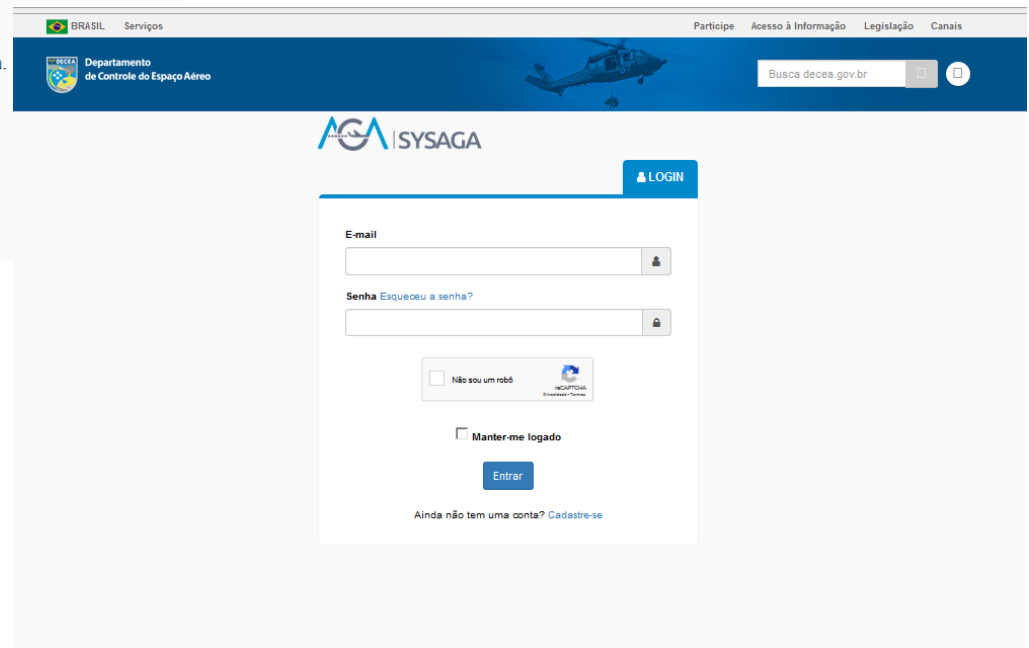 BRASIL Serviços Participe Acesso à Informação Legislação Canais
DECEA
Departamento
de Controle do Espaço Aéreo
Busca decea.gov.br
AGA SYSAGA
LOGIN
E-mail
Senha Esqueceu a senha?
Não sou um robô
reCAPTCHA
Privacidade • Termos
Manter-me logado
Entrar
Ainda não tem uma conta? Cadastre-se